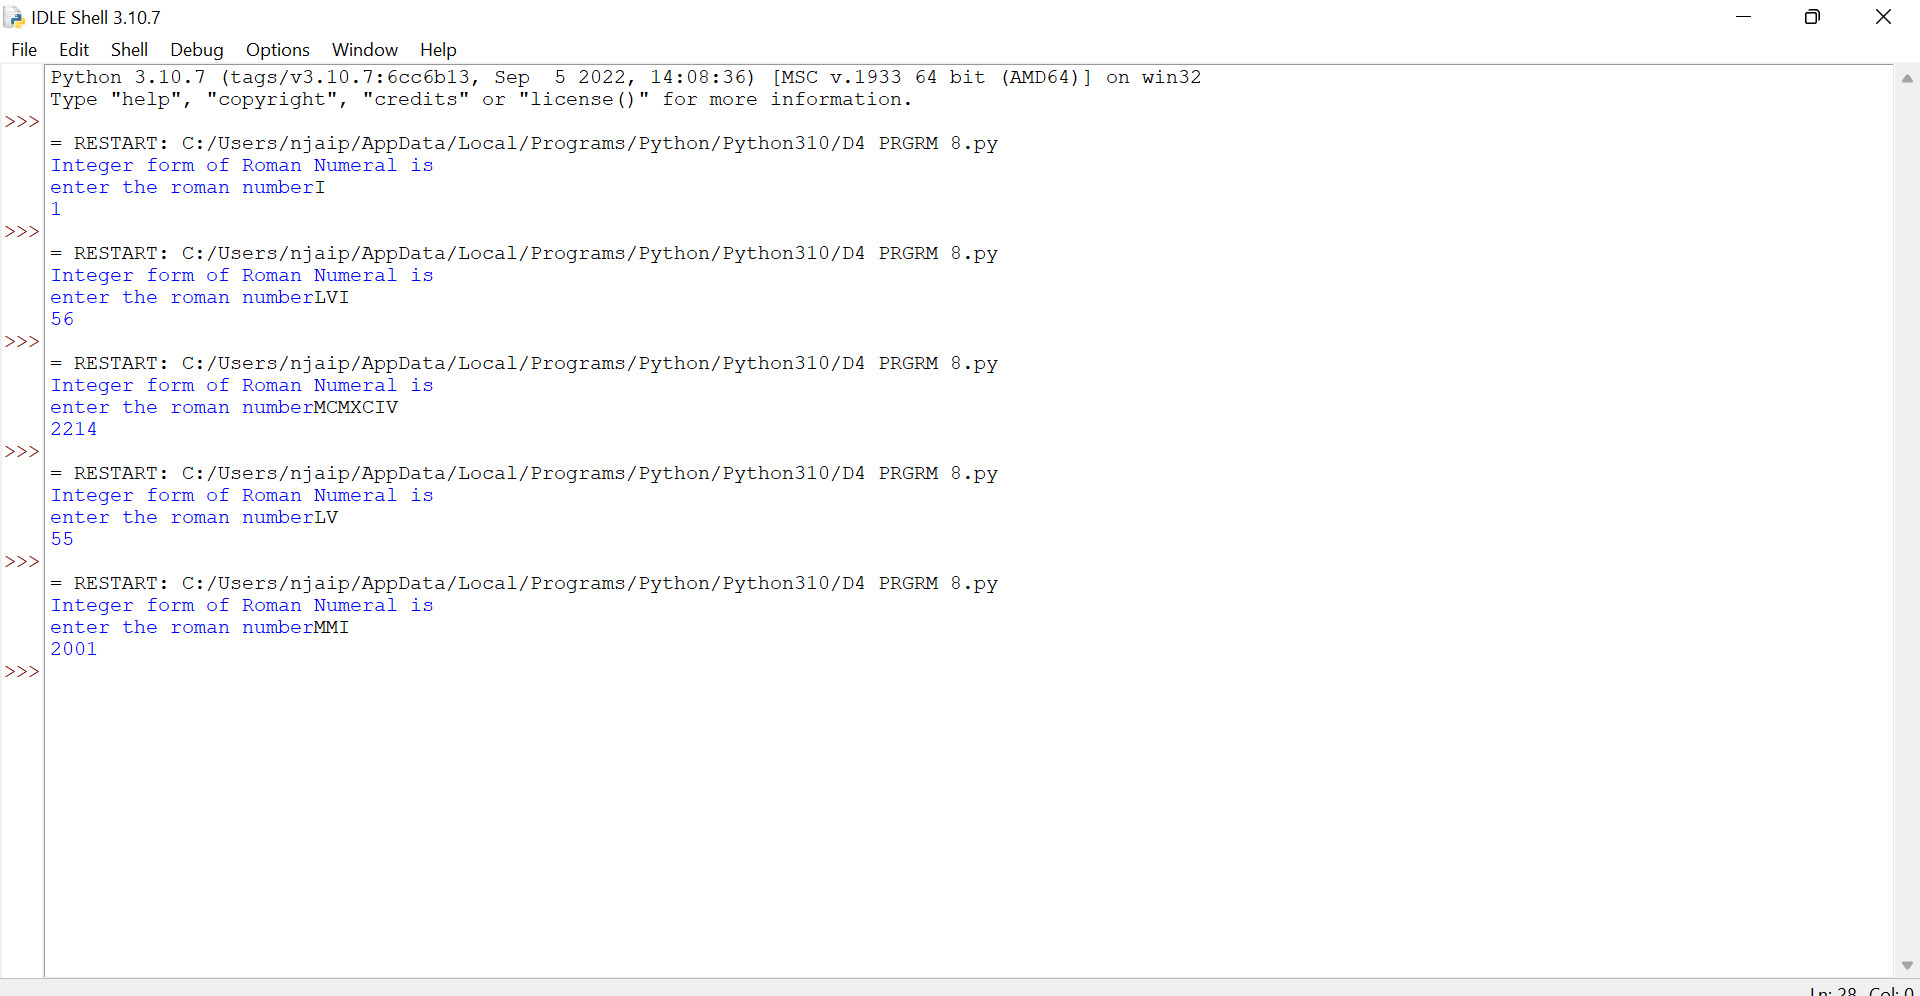 IDLE Shell 3.10.7
File Edit Shell Debug Options Window Help
Python 3.10.7 (tags/v3.10.7:6cc6b13, Sep  5 2022, 14:08:36) [MSC v.1933 64 bit (AMD64)] on win32
Type "help", "copyright", "credits" or "license()" for more information.
>>>
= RESTART: C:/Users/njaip/AppData/Local/Programs/Python/Python310/D4 PRGRM 8.py
Integer form of Roman Numeral is
enter the roman numberI
1
>>>
= RESTART: C:/Users/njaip/AppData/Local/Programs/Python/Python310/D4 PRGRM 8.py
Integer form of Roman Numeral is
enter the roman numberLVI
56
>>>
= RESTART: C:/Users/njaip/AppData/Local/Programs/Python/Python310/D4 PRGRM 8.py
Integer form of Roman Numeral is
enter the roman numberMCMXCIV
2214
>>>
= RESTART: C:/Users/njaip/AppData/Local/Programs/Python/Python310/D4 PRGRM 8.py
Integer form of Roman Numeral is
enter the roman numberLV
55
>>>
= RESTART: C:/Users/njaip/AppData/Local/Programs/Python/Python310/D4 PRGRM 8.py
Integer form of Roman Numeral is
enter the roman numberMMI
2001
>>>
Ln: 28 Col: 0